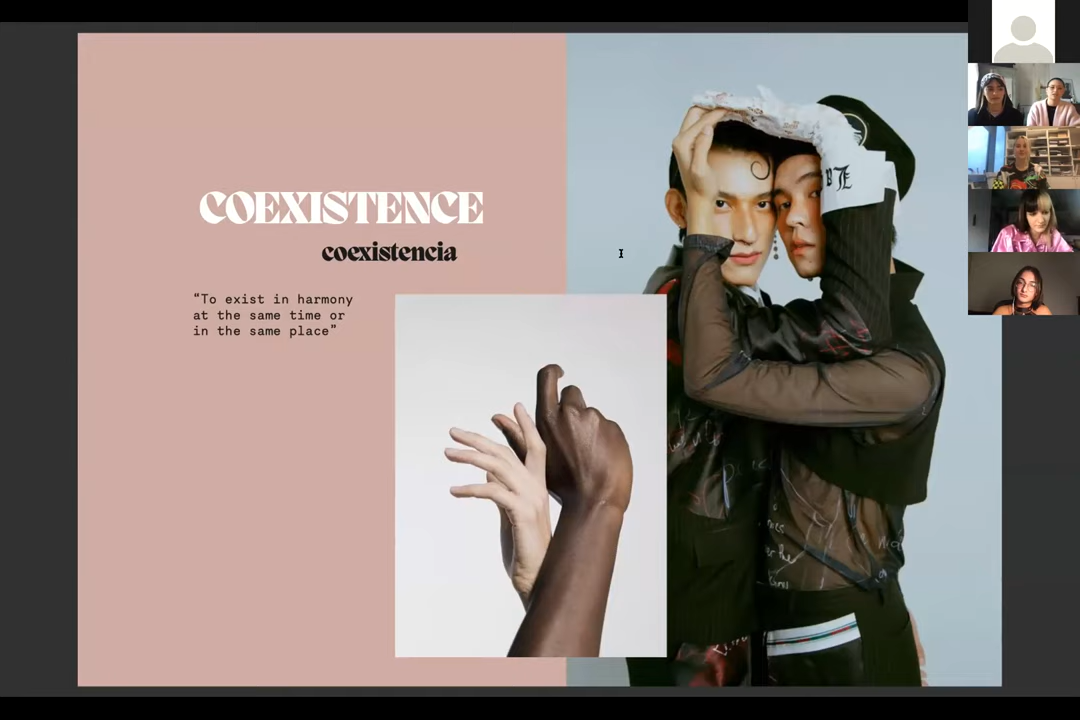 COEXISTENCE
coexistencia
“To exist in harmony
at the same time or
in the same place”